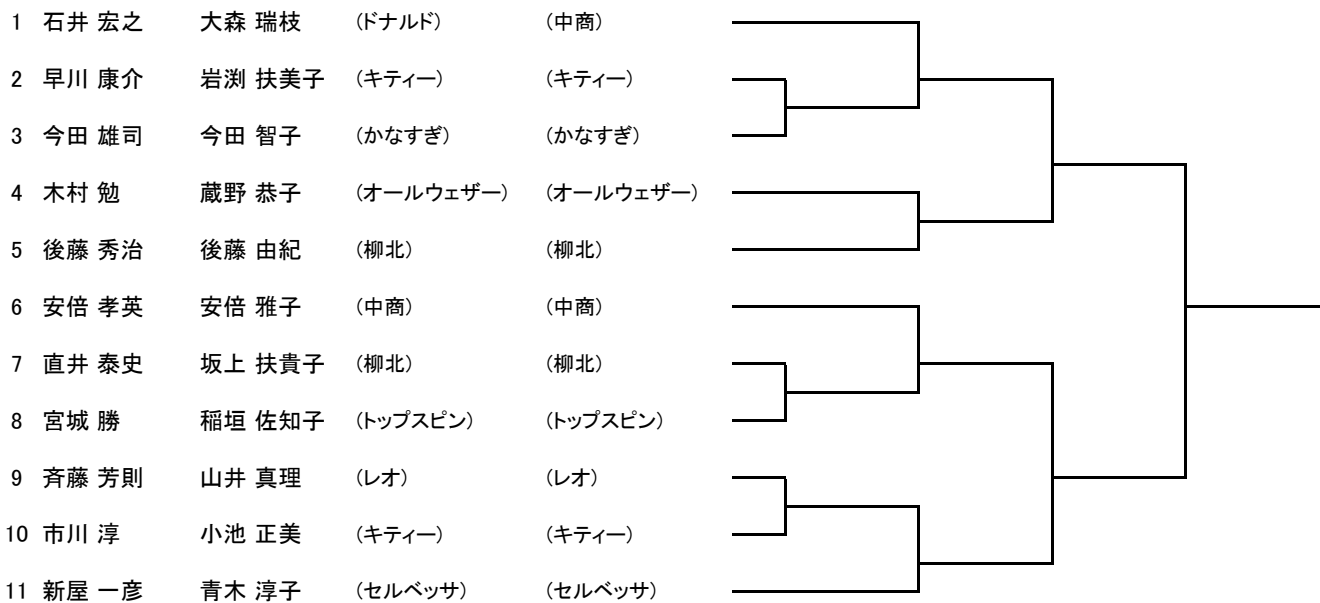 1 石井 宏之 大森 瑞枝 (ドナルド) (中商)
2 早川 康介 岩渕 扶美子 (キティー) (キティー)
3 今田 雄司 今田 智子 (かなすぎ) (かなすぎ)
4 木村 勉 蔵野 恭子 (オールウェザー) (オールウェザー)
5 後藤 秀治 後藤 由紀 (柳北) (柳北)
6 安倍 孝英 安倍 雅子 (中商) (中商)
7 直井 泰史 坂上 扶貴子 (柳北) (柳北)
8 宮城 勝 稲垣 佐知子 (トップスピン) (トップスピン)
9 斉藤 芳則 山井 真理 (レオ) (レオ)
10 市川 淳 小池 正美 (キティー) (キティー)
11 新屋 一彦 青木 淳子 (セルベッサ) (セルベッサ)